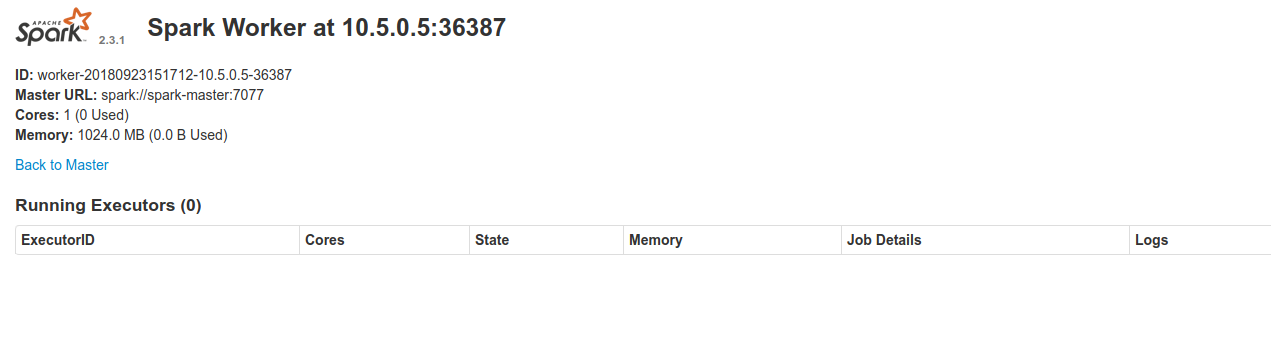 APACHE
Spark™ 2.3.1 Spark Worker at 10.5.0.5:36387
ID: worker-20180923151712-10.5.0.5-36387
Master URL: spark://spark-master:7077
Cores: 1 (0 Used)
Memory: 1024.0 MB (0.0 B Used)
Back to Master
Running Executors (0)
ExecutorID Cores State Memory Job Details Logs